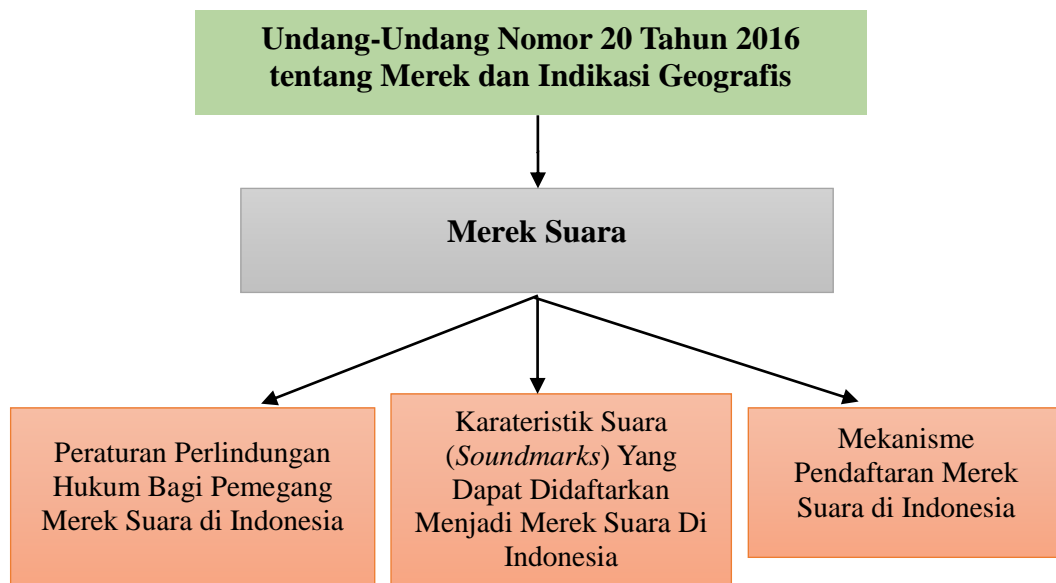 Undang-Undang Nomor 20 Tahun 2016
tentang Merek dan Indikasi Geografis
Merek Suara
Peraturan Perlindungan
Hukum Bagi Pemegang
Merek Suara di Indonesia
Karateristik Suara
(Soundmarks) Yang
Dapat Didaftarkan
Menjadi Merek Suara Di
Indonesia
Mekanisme
Pendaftaran Merek
Suara di Indonesia